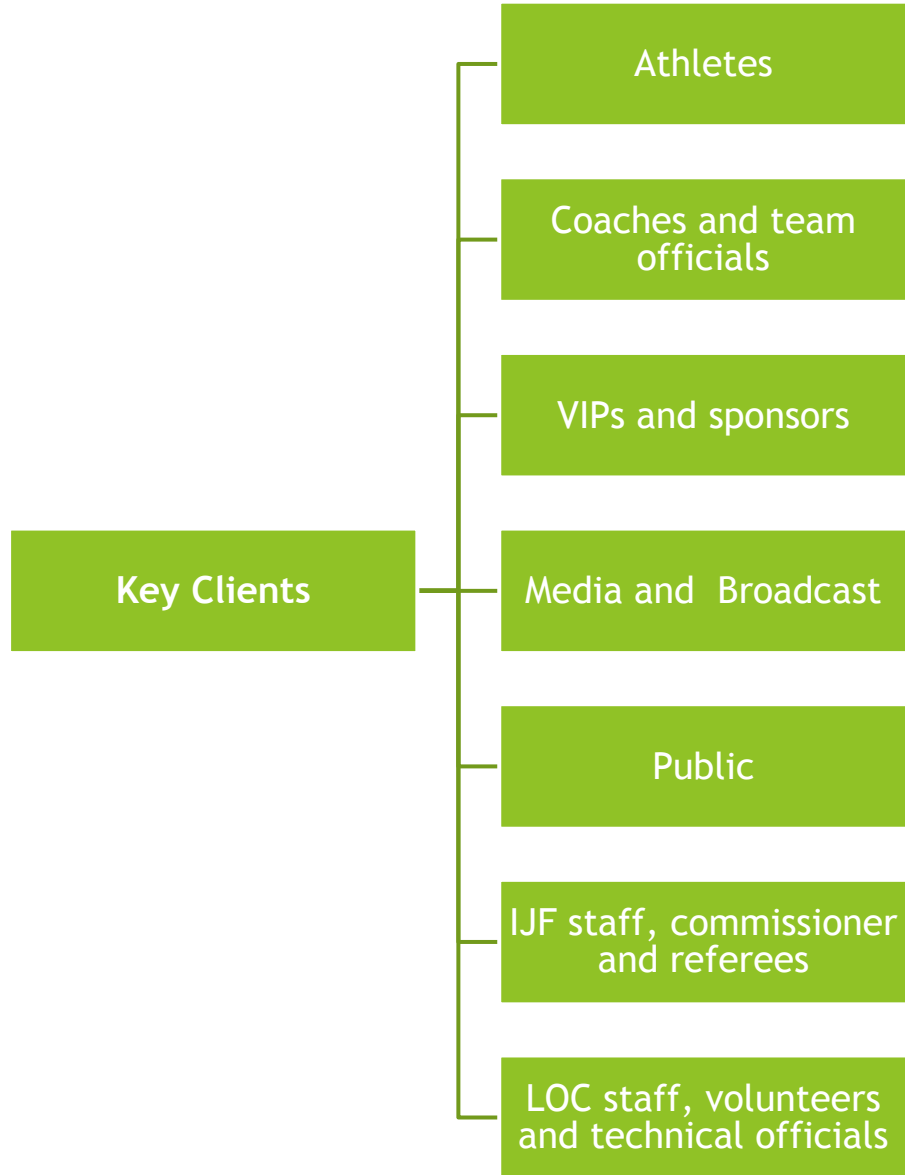 Athletes
Coaches and team
officials
VIPs and sponsors
Key Clients
Media and  Broadcast
Public
IJF staff, commissioner
and referees
LOC staff, volunteers
and technical officials